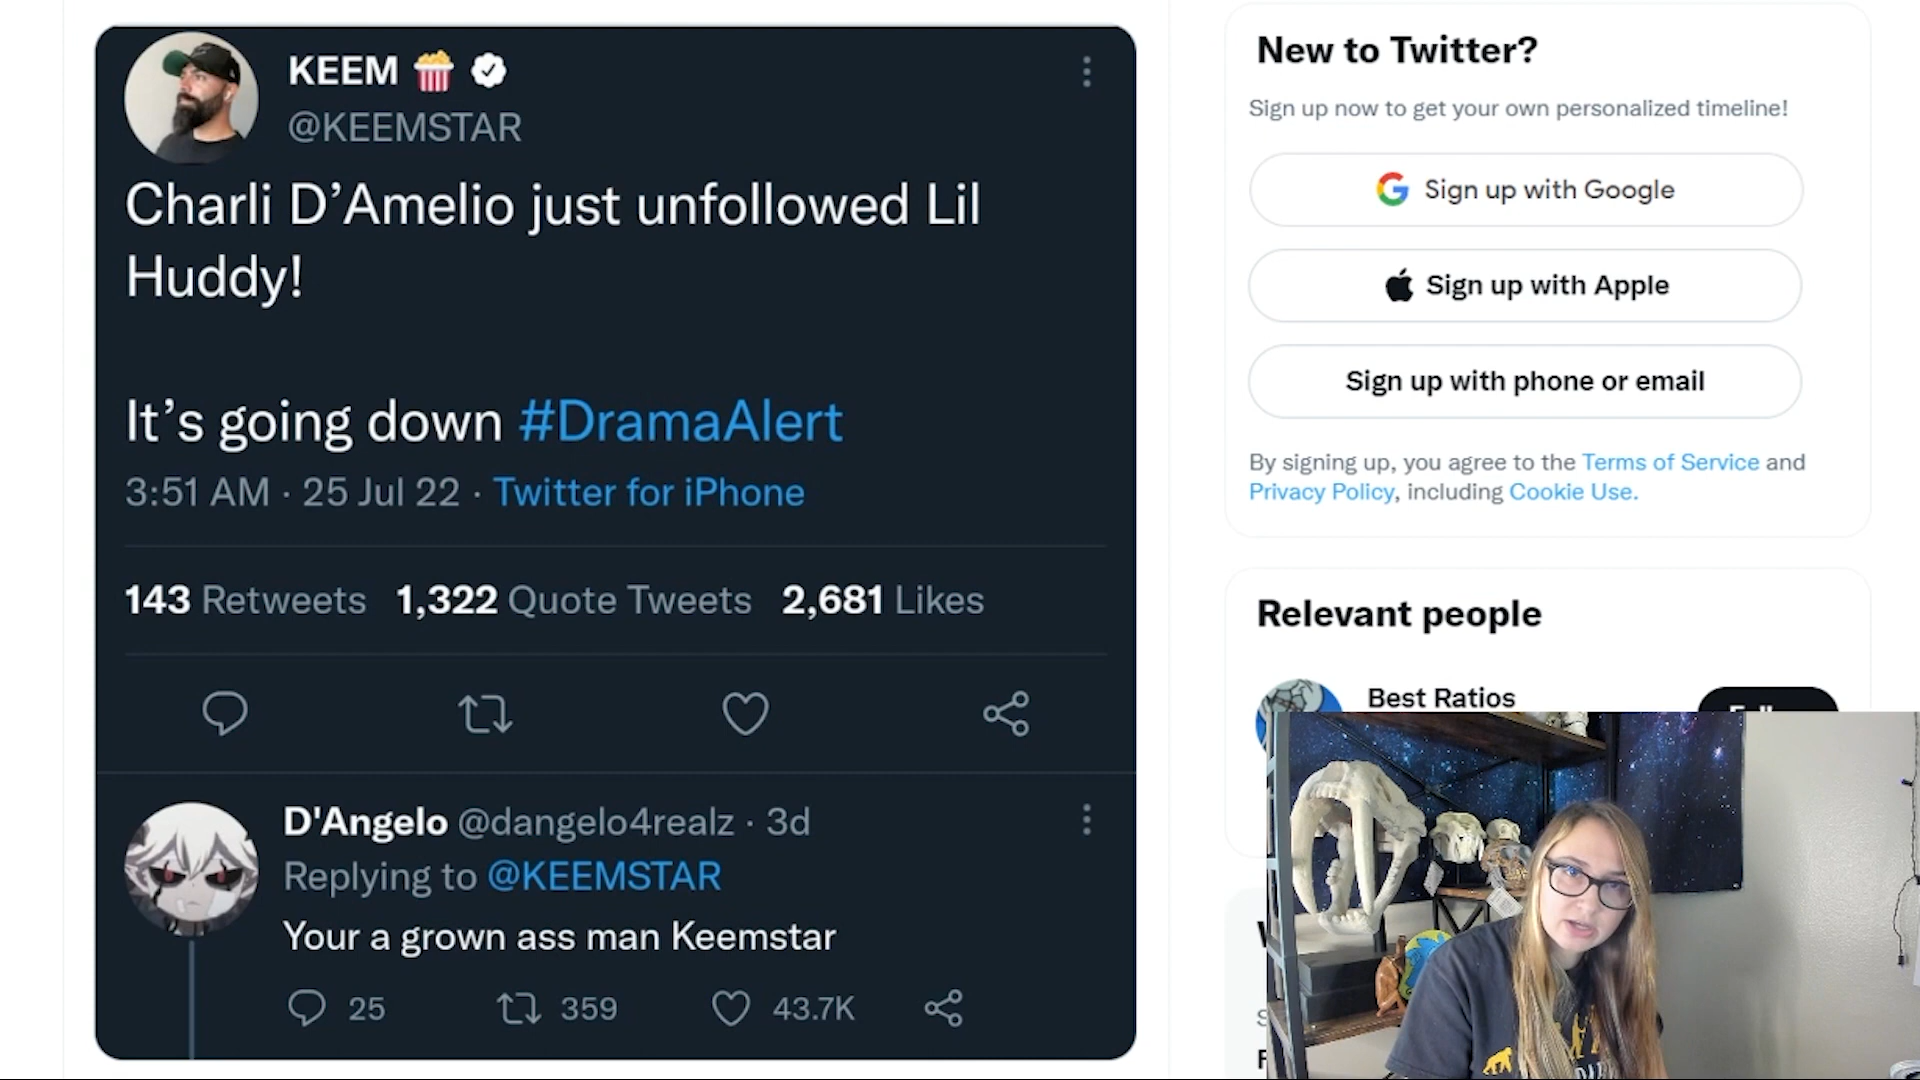 KEEM
@KEEMSTAR
Charli D’Amelio just unfollowed Lil
Huddy!
It’s going down #DramaAlert
3:51 AM · 25 Jul 22 · Twitter for iPhone
143 Retweets 1,322 Quote Tweets 2,681 Likes
D'Angelo @dangelo4realz · 3d
Replying to @KEEMSTAR
Your a grown ass man Keemstar
25 359 43.7K
New to Twitter?
Sign up now to get your own personalized timeline!
Sign up with Google
Sign up with Apple
Sign up with phone or email
By signing up, you agree to the Terms of Service and
Privacy Policy, including Cookie Use.
Relevant people
Best Ratios